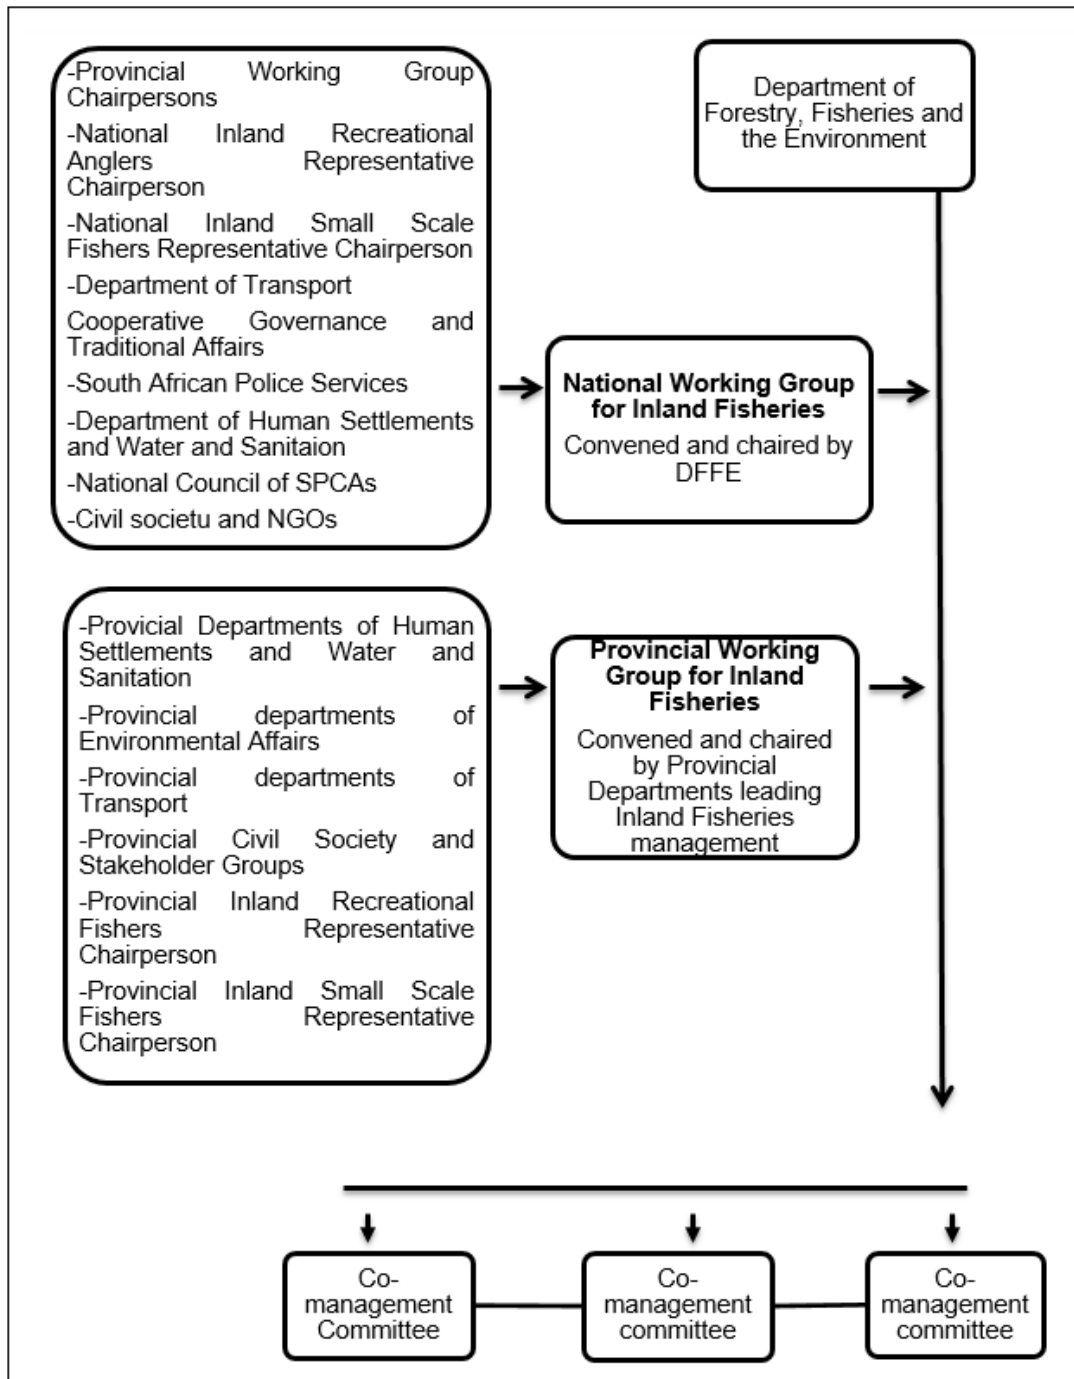 -Provincial Working Group
Chairpersons
-National Inland Recreational
Anglers Representative
Chairperson
-National Inland Small Scale
Fishers Representative Chairperson
-Department of Transport
Cooperative Governance and
Traditional Affairs
-South African Police Services
-Department of Human Settlements
and Water and Sanitaion
-National Council of SPCAs
-Civil societu and NGOs
Department of
Forestry, Fisheries and
the Environment
National Working Group
for Inland Fisheries
Convened and chaired by
DFFE
-Provicial Departments of Human
Settlements and Water and
Sanitation
-Provincial departments of
Environmental Affairs
-Provincial departments of
Transport
-Provincial Civil Society and
Stakeholder Groups
-Provincial Inland Recreational
Fishers Representative
Chairperson
-Provincial Inland Small Scale
Fishers Representative
Chairperson
Provincial Working
Group for Inland
Fisheries
Convened and chaired
by Provincial
Departments leading
Inland Fisheries
management
Co-
management
Committee
Co-
management
committee
Co-
management
committee